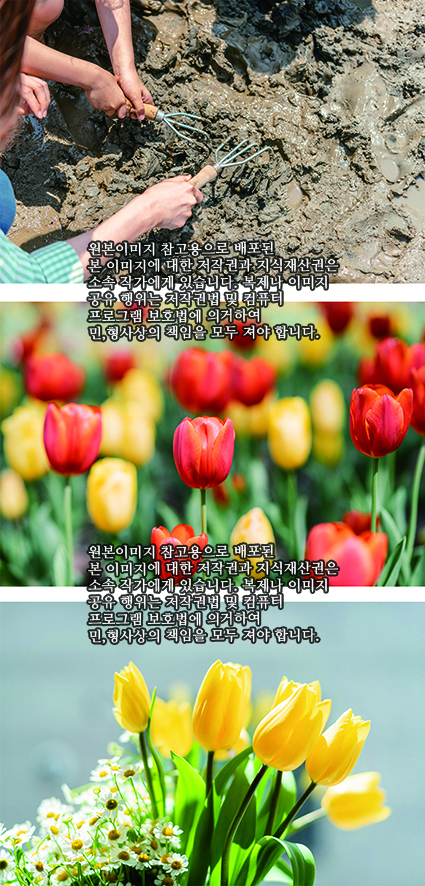 원본이미지 참고용으로 배포된
본 이미지에 대한 저작권과 지식재산권은
소속 작가에게 있습니다. 복제나 이미지
공유 행위는 저작권법 및 컴퓨터
프로그램 보호법에 의거하여
민,형사상의 책임을 모두 져야 합니다.
원본이미지 참고용으로 배포된
본 이미지에 대한 저작권과 지식재산권은
소속 작가에게 있습니다. 복제나 이미지
공유 행위는 저작권법 및 컴퓨터
프로그램 보호법에 의거하여
민,형사상의 책임을 모두 져야 합니다.